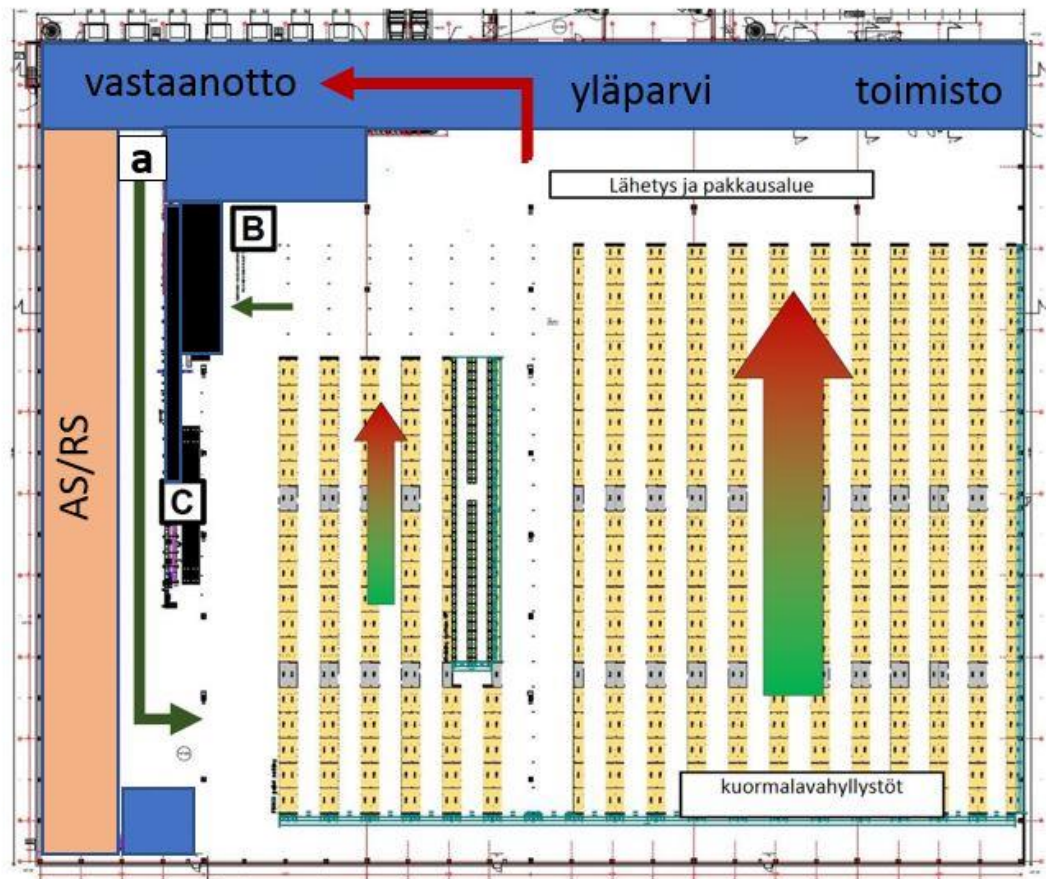 vastaanotto
yläparvi
toimisto
a
Lähetys ja pakkausalue
B
AS/RS
C
kuormalavahyllystöt